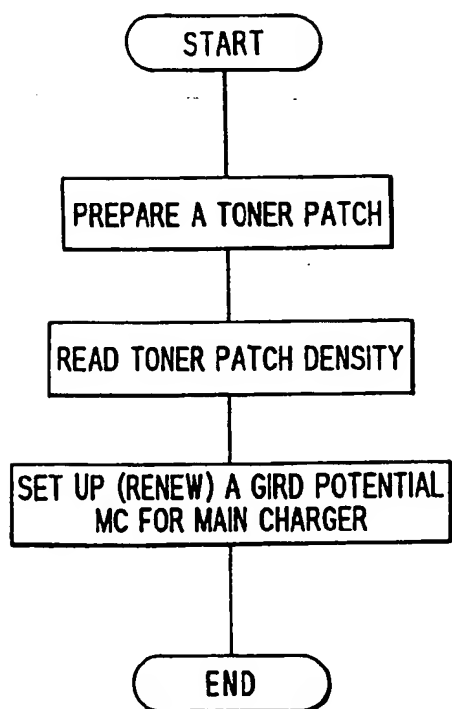 START
PREPARE A TONER PATCH
READ TONER PATCH DENSITY
SET UP (RENEW) A GIRD POTENTIAL
MC FOR MAIN CHARGER
END